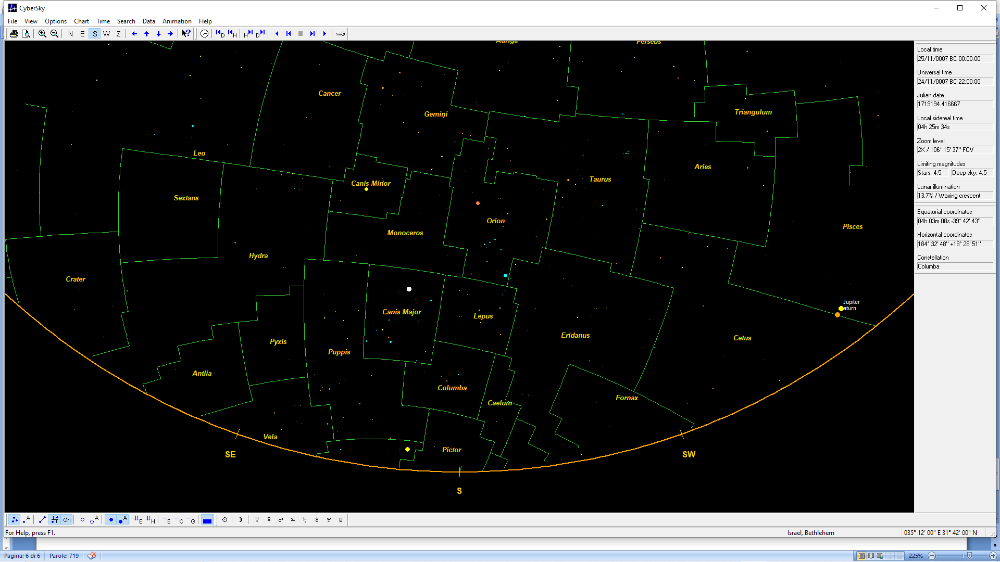 CyberSky
File View Options Chart Time Search Data Animation Help
N E S W Z D H H D
Auriga Perseus
Cancer
Gemini
Triangulum
Leo
Aries
Canis Minor Taurus
Sextans
Orion
Pisces
Monoceros
Hydra
Crater
Jupiter
aturn
Canis Major
Lepus
Eridanus
Cetus
Pyxis
Puppis
Antlia
Columba
Fornax
Caelum
Vela
Pictor
SE SW
S
Local time
25/11/0007 BC 00:00:00
Universal time
24/11/0007 BC 22:00:00
Julian date
1719194.416667
Local sidereal time
04h 25m 34s
Zoom level
2X / 106° 15' 37" FOV
Limiting magnitudes
Stars: 4.5 Deep sky: 4.5
Lunar illumination
13.7% / Waxing crescent
Equatorial coordinates
04h 03m 08s -39° 42' 43"
Horizontal coordinates
184° 32' 48" +18° 26' 51"
Constellation
Columba
A Ori A A E H E C G
For Help, press F1. Israel, Bethlehem 035° 12' 00" E 31° 42' 00" N
Pagina: 6 di 6 Parole: 719 225%